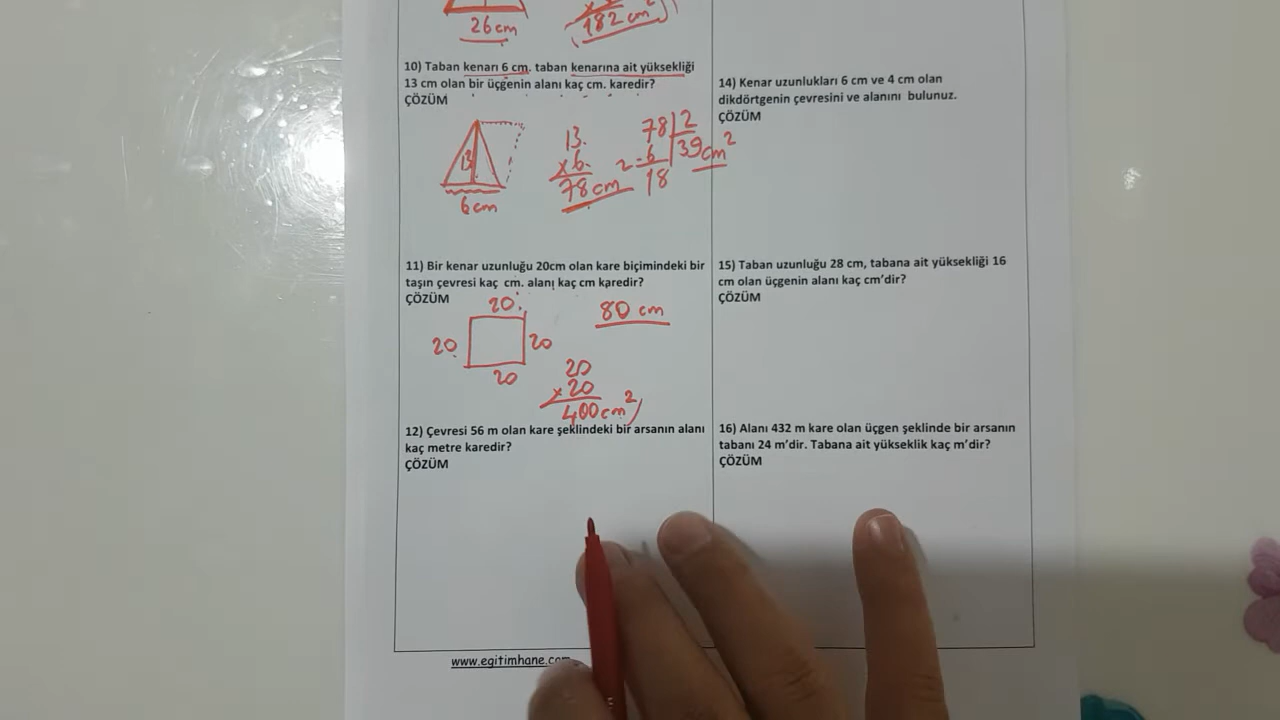 26 cm
182 cm²
10) Taban kenarı 6 cm. taban kenarına ait yüksekliği
13 cm olan bir üçgenin alanı kaç cm. karedir?
ÇÖZÜM
13
6 cm
13
x 6
78 cm
78 2
- 6 39 cm²
18
11) Bir kenar uzunluğu 20cm olan kare biçimindeki bir
taşın çevresi kaç cm. alanı kaç cm karedir?
ÇÖZÜM
20
20 20
20
80 cm
20
x 20
400 cm²
12) Çevresi 56 m olan kare şeklindeki bir arsanın alanı
kaç metre karedir?
ÇÖZÜM
14) Kenar uzunlukları 6 cm ve 4 cm olan
dikdörtgenin çevresini ve alanını bulunuz.
ÇÖZÜM
15) Taban uzunluğu 28 cm, tabana ait yüksekliği 16
cm olan üçgenin alanı kaç cm'dir?
ÇÖZÜM
16) Alanı 432 m kare olan üçgen şeklinde bir arsanın
tabanı 24 m'dir. Tabana ait yükseklik kaç m'dir?
ÇÖZÜM
www.egitimhane.com